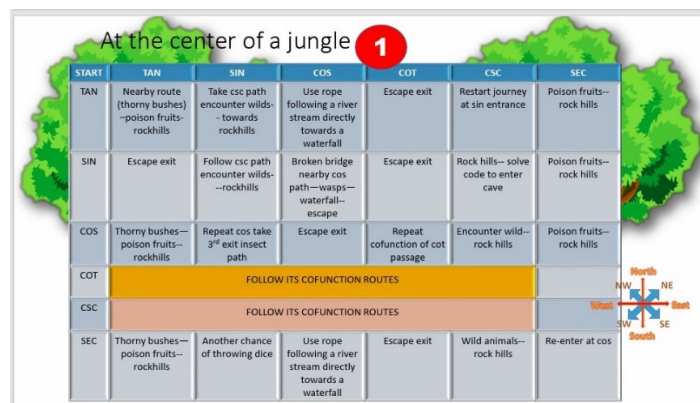 At the center of a jungle
1
START TAN SIN COS COT CSC SEC
TAN
Nearby route
(thorny bushes)
–poison fruits-
rockhills
Take csc path
encounter wilds-
- towards
rockhills
Use rope
following a river
stream directly
towards a
waterfall
Escape exit
Restart journey
at sin entrance
Poison fruits--
rock hills
SIN
Escape exit
Follow csc path
encounter wilds-
--rockhills
Broken bridge
nearby cos
path—wasps—
waterfall--
escape
Escape exit
Rock hills-- solve
code to enter
cave
Poison fruits--
rock hills
COS
Thorny bushes—
poison fruits--
rockhills
Repeat cos take
3rd exit insect
path
Escape exit
Repeat
cofunction of cot
passage
Encounter wild--
rock hills
Poison fruits--
rock hills
COT
FOLLOW ITS COFUNCTION ROUTES
CSC
FOLLOW ITS COFUNCTION ROUTES
SEC
Thorny bushes—
poison fruits--
rockhills
Another chance
of throwing dice
Use rope
following a river
stream directly
towards a
waterfall
Escape exit
Wild animals--
rock hills
Re-enter at cos
North
NW NE
West East
SW SE
South